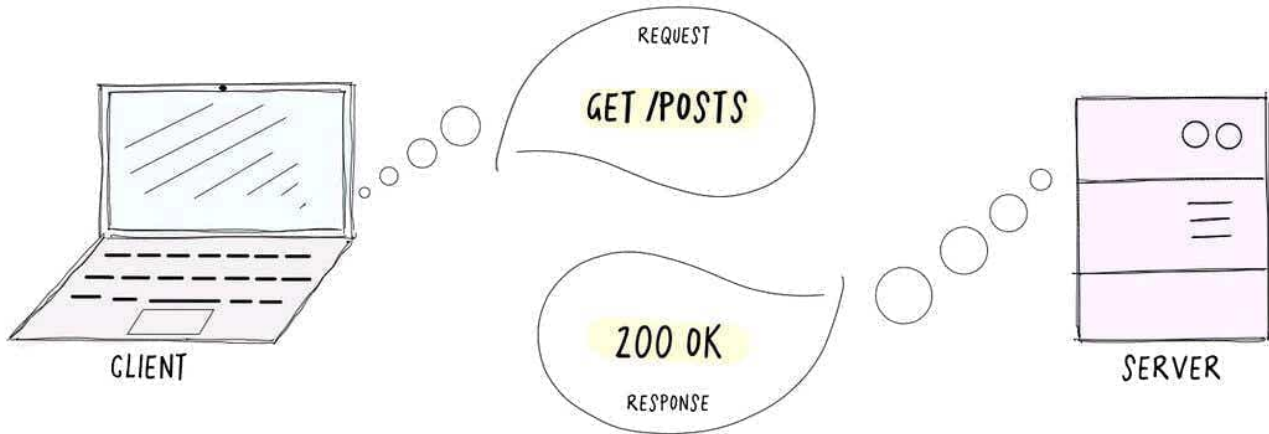 REQUEST
GET /POSTS
200 OK
RESPONSE
CLIENT
SERVER